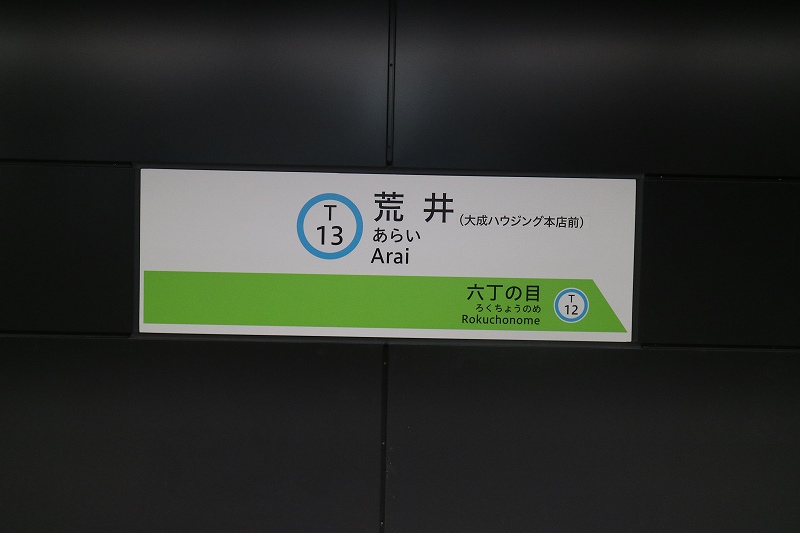 T
13
荒井
(大成ハウジング本店前)
あらい
Arai
六丁の目
ろくちょうのめ
Rokuchonome
T
12